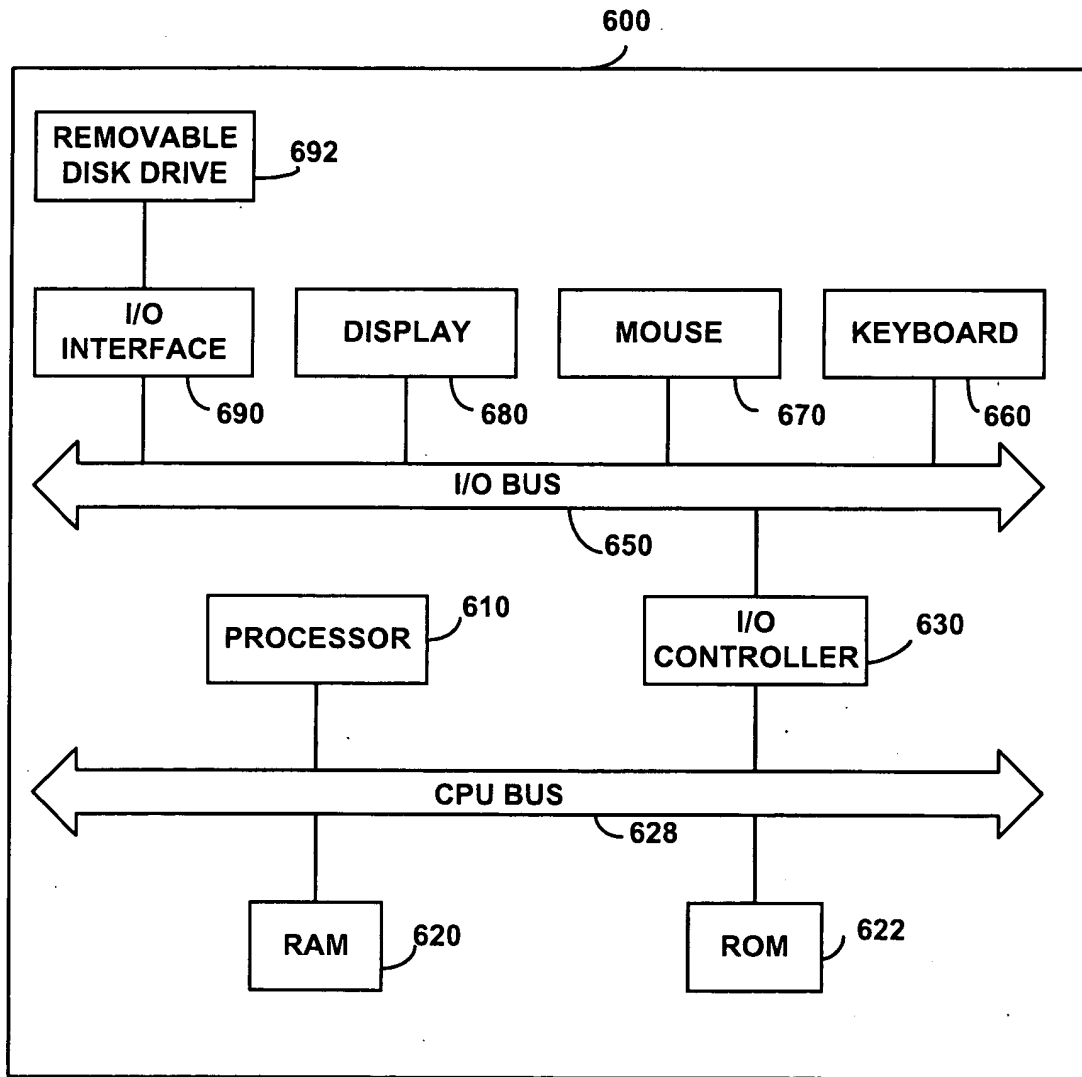 600
REMOVABLE
DISK DRIVE
692
I/O
INTERFACE
690
DISPLAY
680
MOUSE
670
KEYBOARD
660
I/O BUS
650
PROCESSOR
610
I/O
CONTROLLER
630
CPU BUS
628
RAM
620
ROM
622